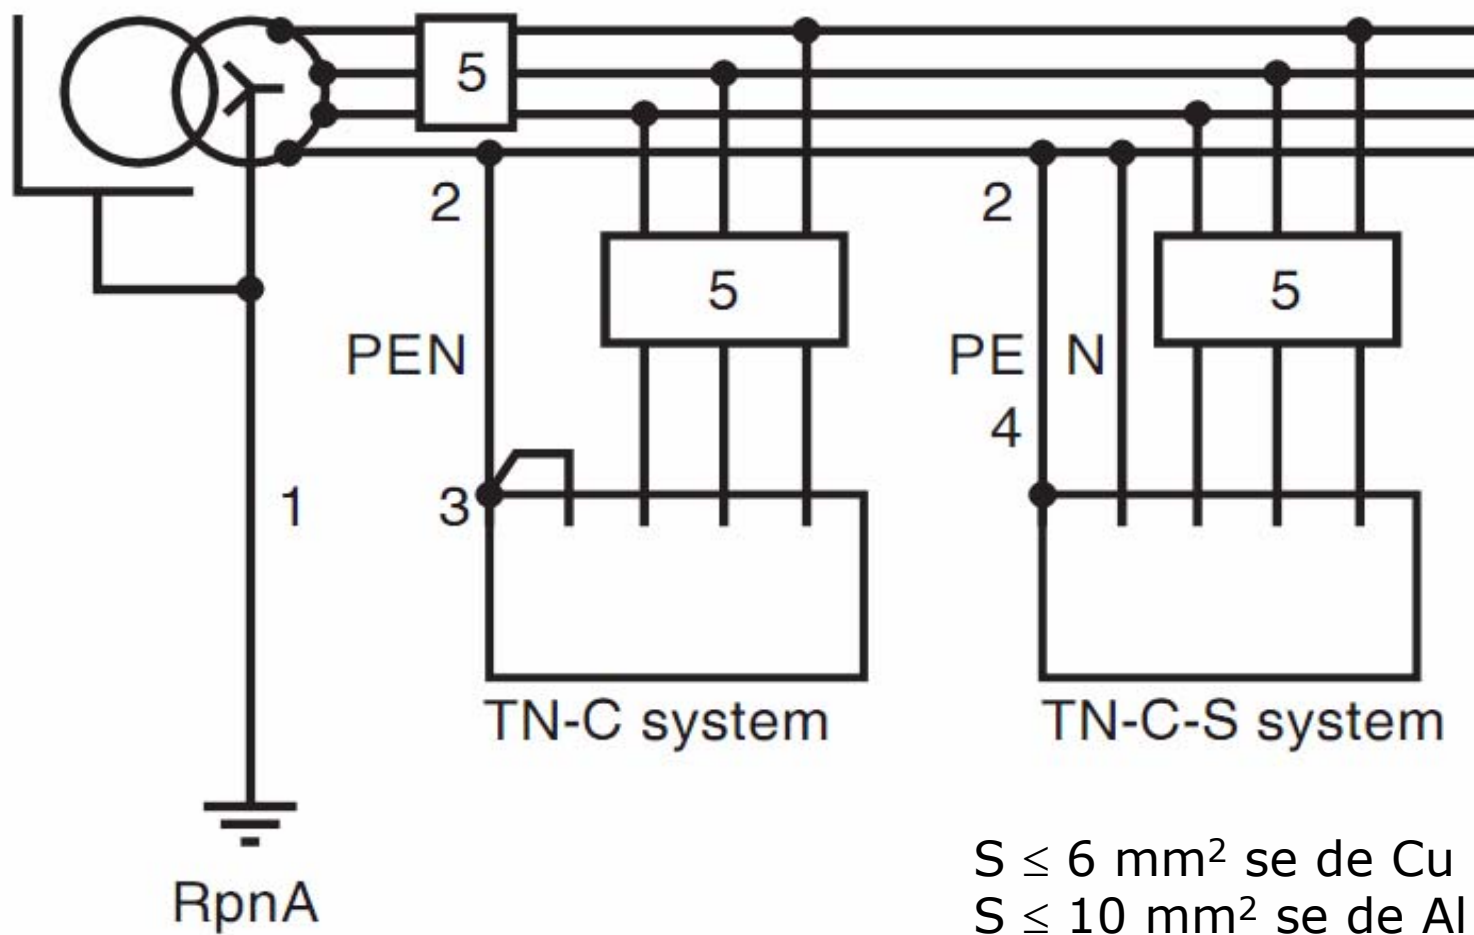 5
2
2
5
5
PEN
PE N
4
1
3
TN-C system
TN-C-S system
RpnA
S ≤ 6 mm² se de Cu
S ≤ 10 mm² se de Al